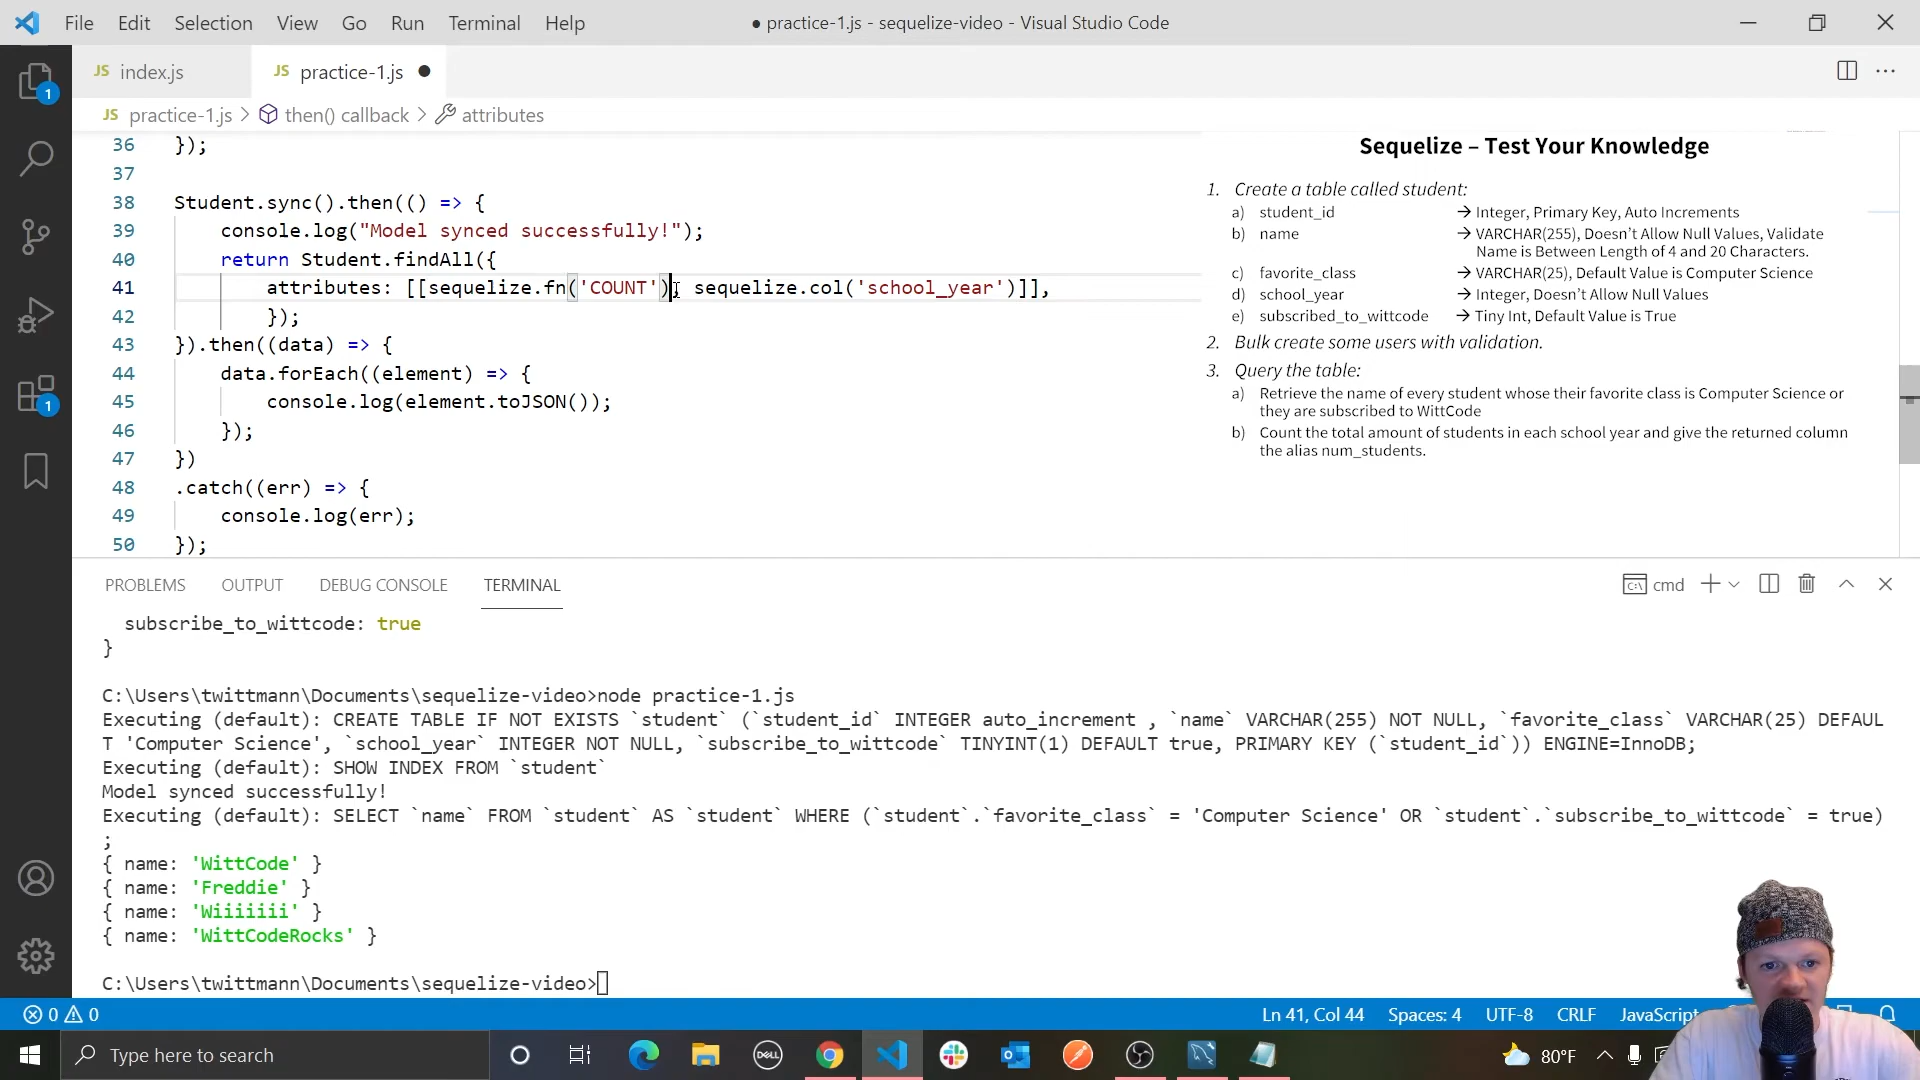 File Edit Selection View Go Run Terminal Help ● practice-1.js - sequelize-video - Visual Studio Code
JS index.js JS practice-1.js ●
JS practice-1.js > then() callback > attributes
36 });
37
38 Student.sync().then(() => {
39 console.log("Model synced successfully!");
40 return Student.findAll({
41 attributes: [[sequelize.fn('COUNT'), sequelize.col('school_year')]],
42 });
43 }).then((data) => {
44 data.forEach((element) => {
45 console.log(element.toJSON());
46 });
47 })
48 .catch((err) => {
49 console.log(err);
50 });
Sequelize – Test Your Knowledge
1. Create a table called student:
a) student_id → Integer, Primary Key, Auto Increments
b) name → VARCHAR(255), Doesn't Allow Null Values, Validate
Name is Between Length of 4 and 20 Characters.
c) favorite_class → VARCHAR(25), Default Value is Computer Science
d) school_year → Integer, Doesn't Allow Null Values
e) subscribed_to_wittcode → Tiny Int, Default Value is True
2. Bulk create some users with validation.
3. Query the table:
a) Retrieve the name of every student whose their favorite class is Computer Science or
they are subscribed to WittCode
b) Count the total amount of students in each school year and give the returned column
the alias num_students.
PROBLEMS OUTPUT DEBUG CONSOLE TERMINAL cmd
subscribe_to_wittcode: true
}
C:\Users\twittmann\Documents\sequelize-video>node practice-1.js
Executing (default): CREATE TABLE IF NOT EXISTS `student` (`student_id` INTEGER auto_increment , `name` VARCHAR(255) NOT NULL, `favorite_class` VARCHAR(25) DEFAUL
T 'Computer Science', `school_year` INTEGER NOT NULL, `subscribe_to_wittcode` TINYINT(1) DEFAULT true, PRIMARY KEY (`student_id`)) ENGINE=InnoDB;
Executing (default): SHOW INDEX FROM `student`
Model synced successfully!
Executing (default): SELECT `name` FROM `student` AS `student` WHERE (`student`.`favorite_class` = 'Computer Science' OR `student`.`subscribe_to_wittcode` = true)
;
{ name: 'WittCode' }
{ name: 'Freddie' }
{ name: 'Wiiiiiii' }
{ name: 'WittCodeRocks' }
C:\Users\twittmann\Documents\sequelize-video>
0 0 Ln 41, Col 44 Spaces: 4 UTF-8 CRLF JavaScript
Type here to search DELL 80°F
1
1